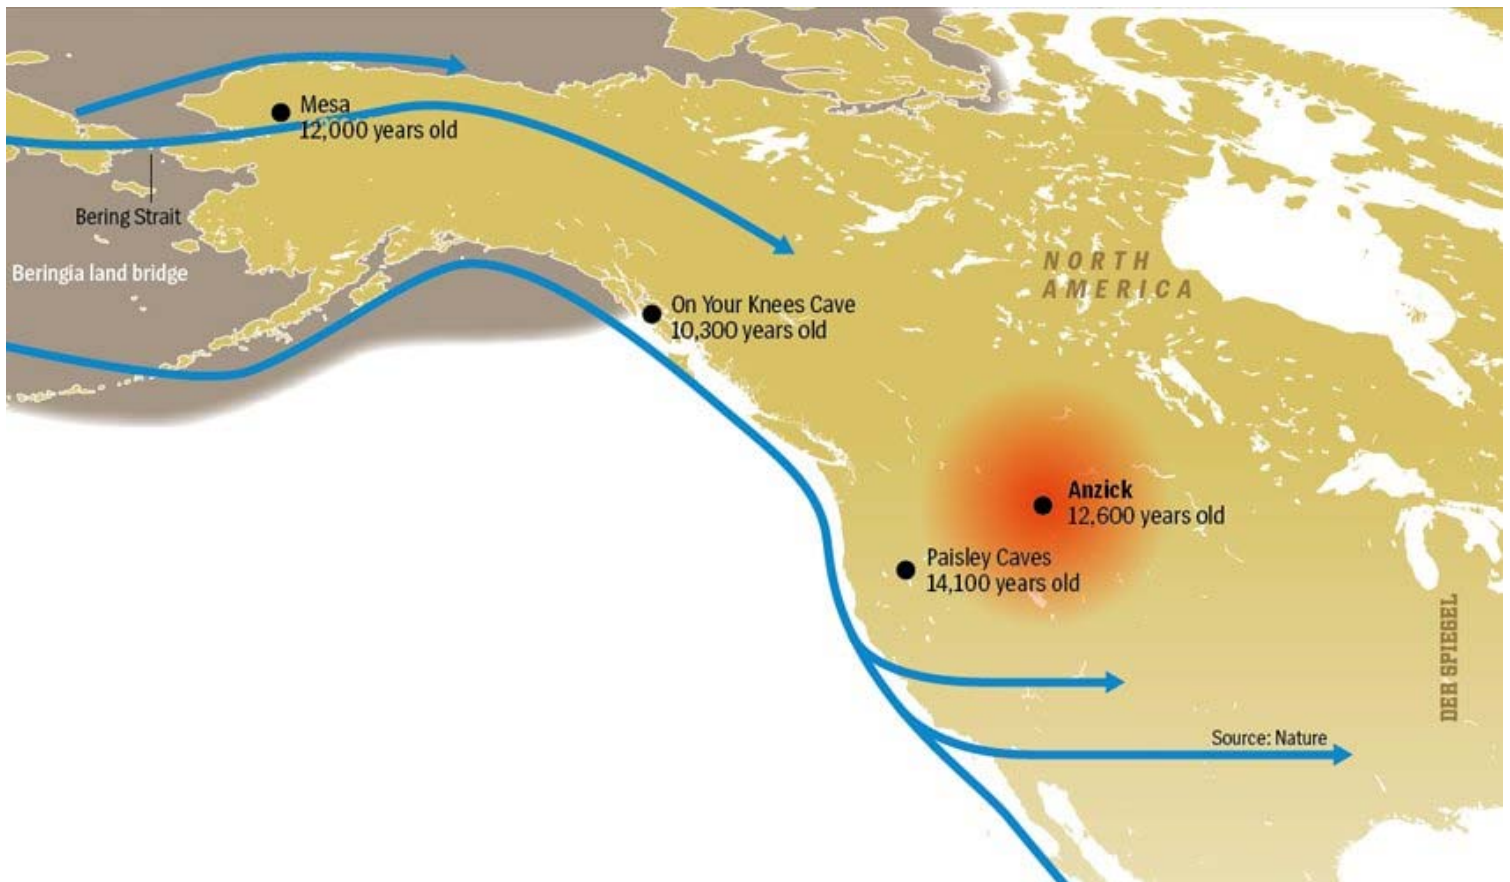 Mesa
12,000 years old
Bering Strait
Beringia land bridge
On Your Knees Cave
10,300 years old
NORTH
AMERICA
Anzick
12,600 years old
Paisley Caves
14,100 years old
DER SPIEGEL
Source: Nature